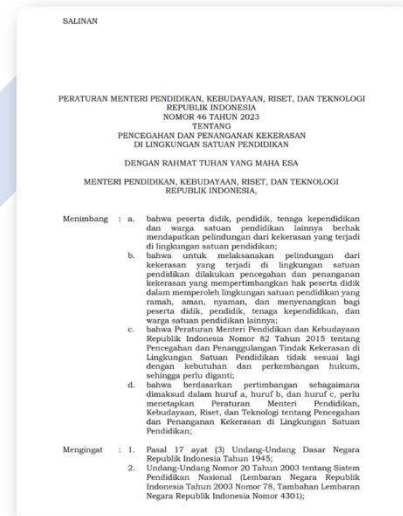 SALINAN
PERATURAN MENTERI PENDIDIKAN, KEBUDAYAAN, RISET, DAN TEKNOLOGI
REPUBLIK INDONESIA
NOMOR 46 TAHUN 2023
TENTANG
PENCEGAHAN DAN PENANGANAN KEKERASAN
DI LINGKUNGAN SATUAN PENDIDIKAN
DENGAN RAHMAT TUHAN YANG MAHA ESA
MENTERI PENDIDIKAN, KEBUDAYAAN, RISET, DAN TEKNOLOGI
REPUBLIK INDONESIA,
Menimbang : a. bahwa peserta didik, pendidik, tenaga kependidikan
dan warga satuan pendidikan lainnya berhak
mendapatkan pelindungan dari kekerasan yang terjadi
di lingkungan satuan pendidikan;
b. bahwa untuk melaksanakan pelindungan dari
kekerasan yang terjadi di lingkungan satuan
pendidikan dilakukan pencegahan dan penanganan
kekerasan yang mempertimbangkan hak peserta didik
dalam memperoleh lingkungan satuan pendidikan yang
ramah, aman, nyaman, dan menyenangkan bagi
peserta didik, pendidik, tenaga kependidikan, dan
warga satuan pendidikan lainnya;
c. bahwa Peraturan Menteri Pendidikan dan Kebudayaan
Republik Indonesia Nomor 82 Tahun 2015 tentang
Pencegahan dan Penanggulangan Tindak Kekerasan di
Lingkungan Satuan Pendidikan tidak sesuai lagi
dengan kebutuhan dan perkembangan hukum,
sehingga perlu diganti;
d. bahwa berdasarkan pertimbangan sebagaimana
dimaksud dalam huruf a, huruf b, dan huruf c, perlu
menetapkan Peraturan Menteri Pendidikan,
Kebudayaan, Riset, dan Teknologi tentang Pencegahan
dan Penanganan Kekerasan di Lingkungan Satuan
Pendidikan;
Mengingat : 1. Pasal 17 ayat (3) Undang-Undang Dasar Negara
Republik Indonesia Tahun 1945;
2. Undang-Undang Nomor 20 Tahun 2003 tentang Sistem
Pendidikan Nasional (Lembaran Negara Republik
Indonesia Tahun 2003 Nomor 78, Tambahan Lembaran
Negara Republik Indonesia Nomor 4301);